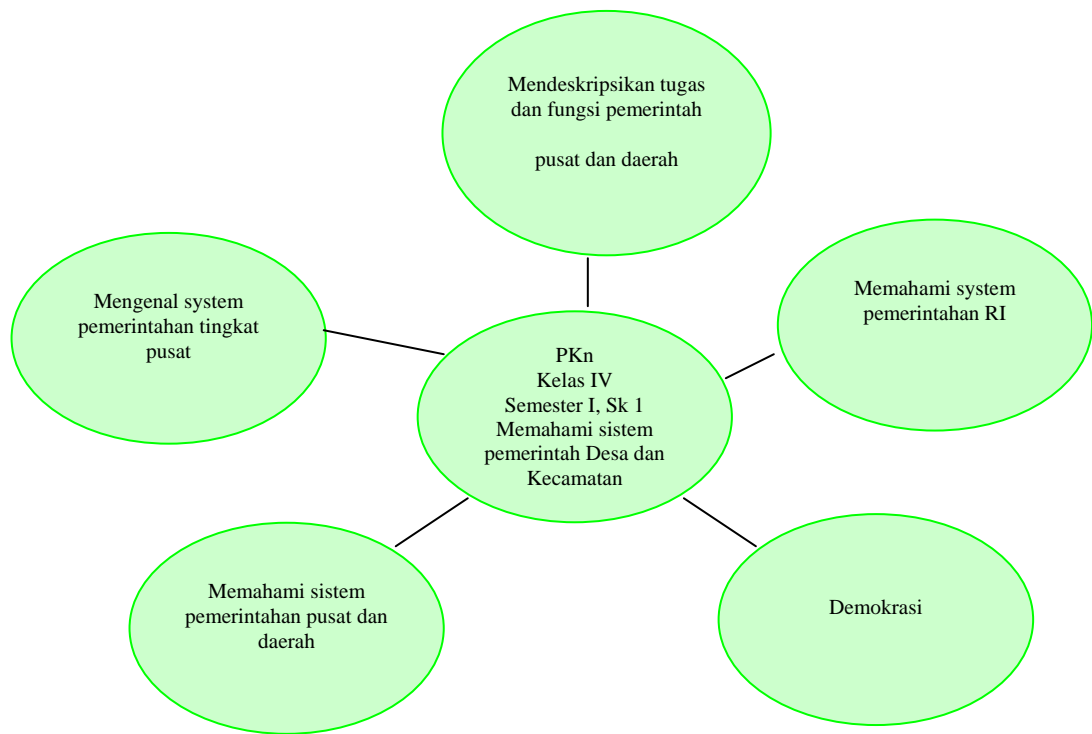 Mendeskripsikan tugas
dan fungsi pemerintah
pusat dan daerah
Mengenal system
pemerintahan tingkat
pusat
Memahami system
pemerintahan RI
PKn
Kelas IV
Semester I, Sk 1
Memahami sistem
pemerintah Desa dan
Kecamatan
Memahami sistem
pemerintahan pusat dan
daerah
Demokrasi